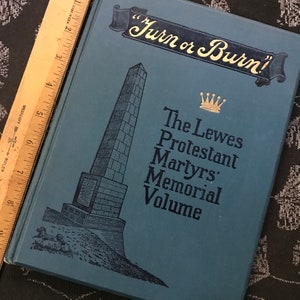 "Turn or Burn!"
The Lewes
Protestant
Martyrs'
Memorial
Volume